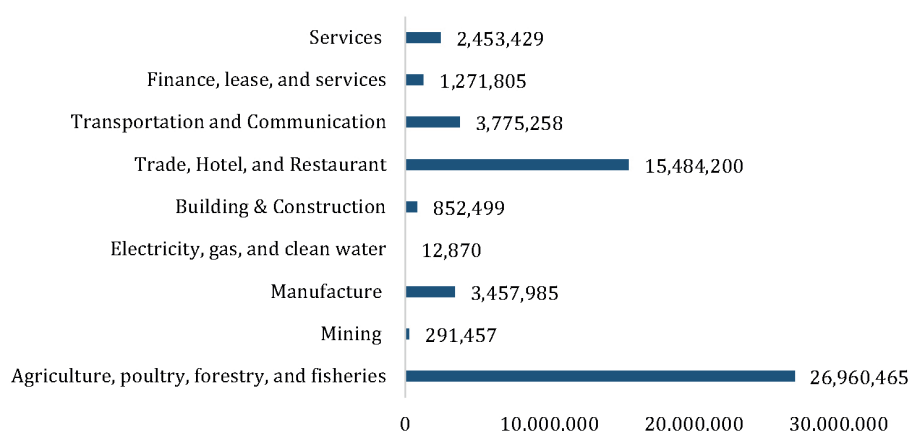 Services 2,453,429
Finance, lease, and services 1,271,805
Transportation and Communication 3,775,258
Trade, Hotel, and Restaurant 15,484,200
Building & Construction 852,499
Electricity, gas, and clean water 12,870
Manufacture 3,457,985
Mining 291,457
Agriculture, poultry, forestry, and fisheries 26,960,465
0 10,000,000 20,000,000 30,000,000